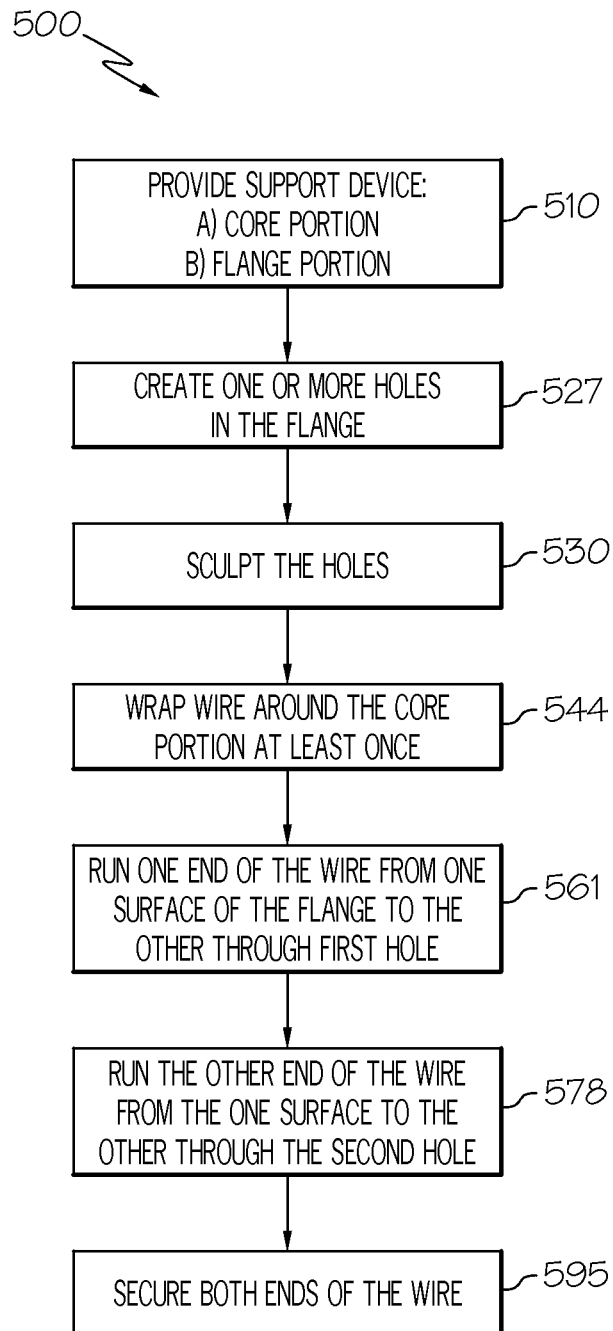 500
PROVIDE SUPPORT DEVICE:
A) CORE PORTION
B) FLANGE PORTION
510
CREATE ONE OR MORE HOLES
IN THE FLANGE
527
SCULPT THE HOLES
530
WRAP WIRE AROUND THE CORE
PORTION AT LEAST ONCE
544
RUN ONE END OF THE WIRE FROM ONE
SURFACE OF THE FLANGE TO THE
OTHER THROUGH FIRST HOLE
561
RUN THE OTHER END OF THE WIRE
FROM THE ONE SURFACE TO THE
OTHER THROUGH THE SECOND HOLE
578
SECURE BOTH ENDS OF THE WIRE
595